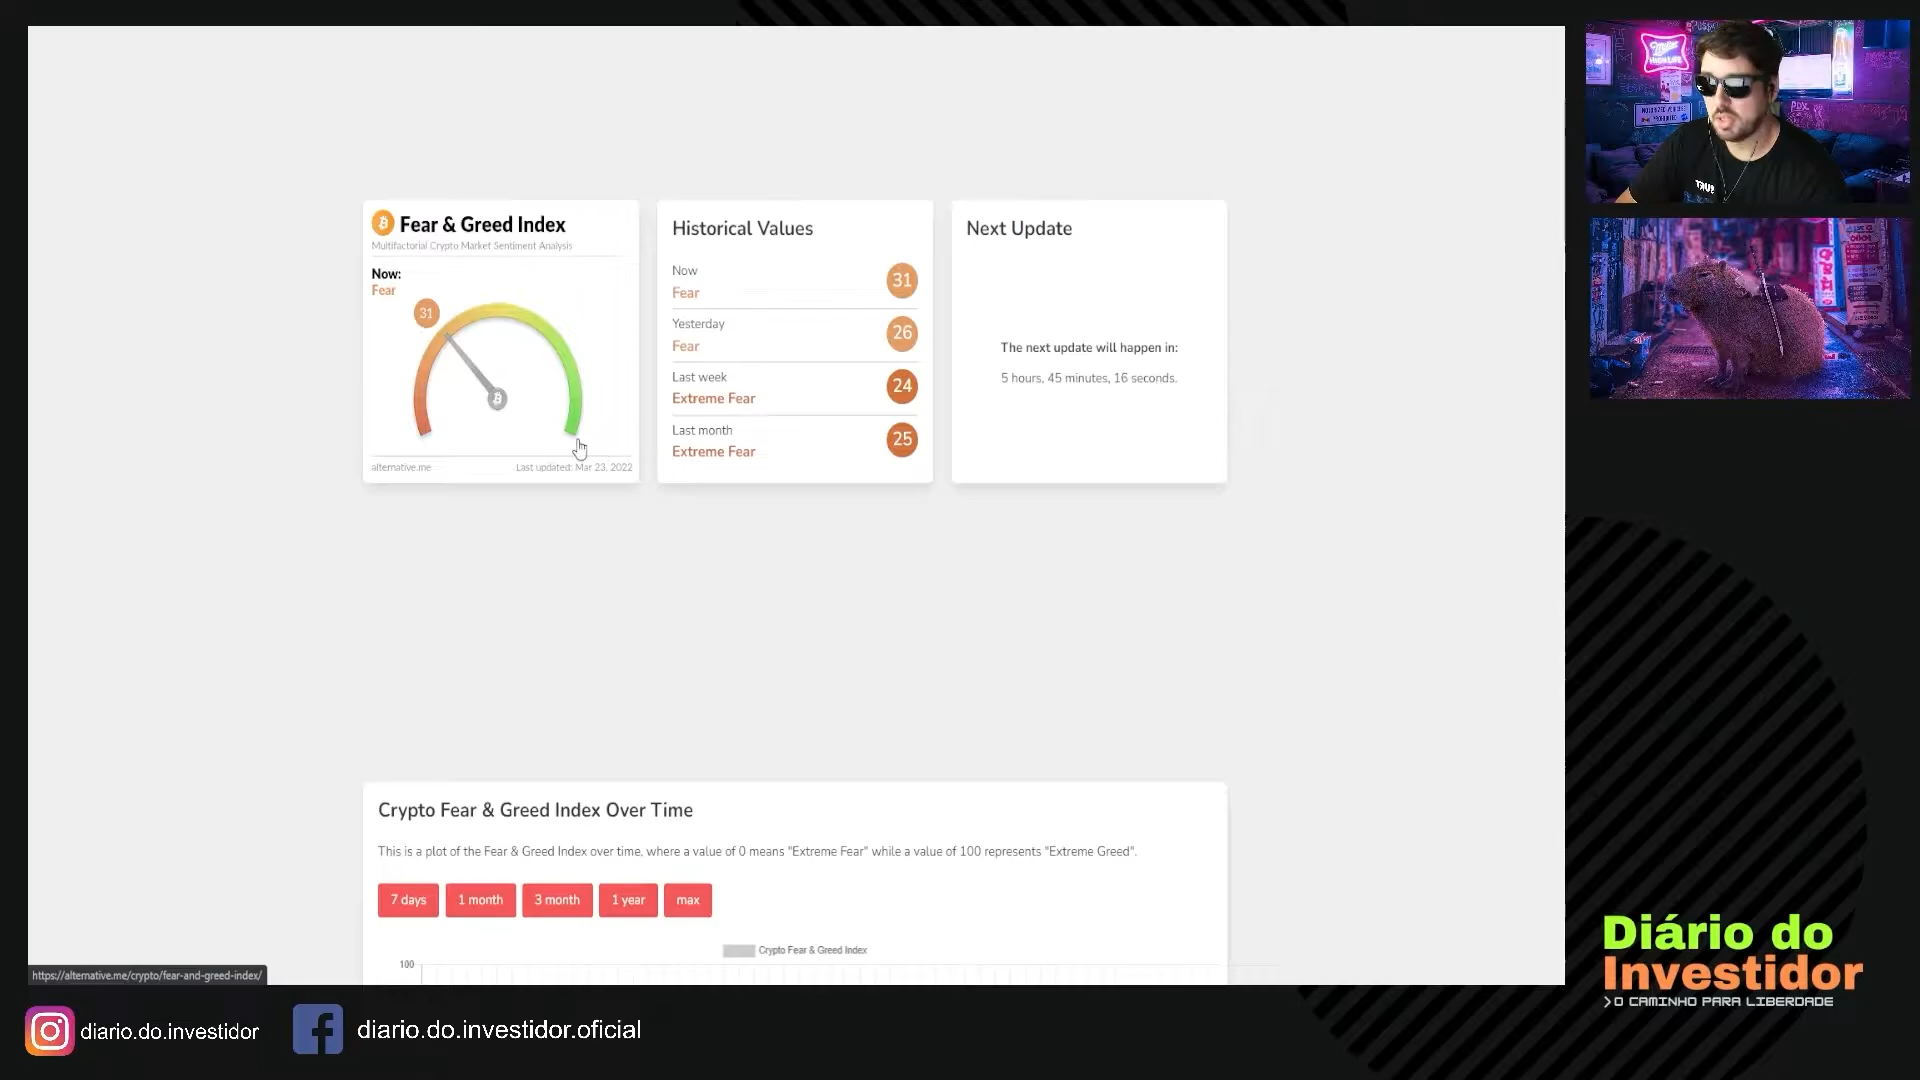 Fear & Greed Index
Multifactorial Crypto Market Sentiment Analysis
Now:
Fear
31
alternative.me
Last updated: Mar 23, 2022
Historical Values
Now
Fear
31
Yesterday
Fear
26
Last week
Extreme Fear
24
Last month
Extreme Fear
25
Next Update
The next update will happen in:
5 hours, 45 minutes, 16 seconds.
Crypto Fear & Greed Index Over Time
This is a plot of the Fear & Greed Index over time, where a value of 0 means "Extreme Fear" while a value of 100 represents "Extreme Greed".
7 days
1 month
3 month
1 year
max
Crypto Fear & Greed Index
100
https://alternative.me/crypto/fear-and-greed-index/
Miller
HIGH LIFE
Diário do
Investidor
>O CAMINHO PARA LIBERDADE
diario.do.investidor
diario.do.investidor.oficial